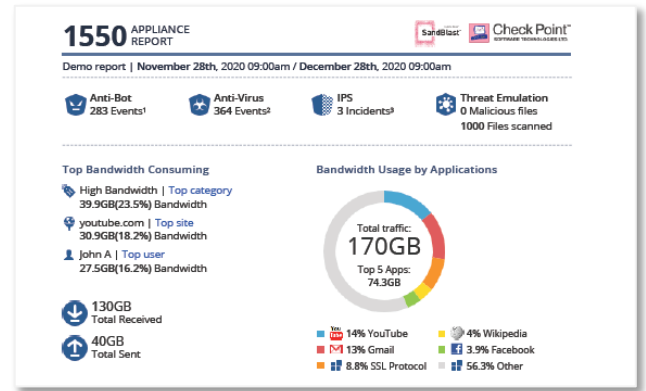 1550 APPLIANCE REPORT
SandBlast
Check Point™
SOFTWARE TECHNOLOGIES LTD.
Demo report | November 28th, 2020 09:00am / December 28th, 2020 09:00am
Anti-Bot
283 Events¹
Anti-Virus
364 Events²
IPS
3 Incidents³
Threat Emulation
0 Malicious files
1000 Files scanned
Top Bandwidth Consuming
High Bandwidth | Top category
39.9GB(23.5%) Bandwidth
youtube.com | Top site
30.9GB(18.2%) Bandwidth
John A | Top user
27.5GB(16.2%) Bandwidth
130GB
Total Received
40GB
Total Sent
Bandwidth Usage by Applications
Total traffic:
170GB
Top 5 Apps:
74.3GB
You Tube 14% YouTube
13% Gmail
8.8% SSL Protocol
4% Wikipedia
3.9% Facebook
56.3% Other